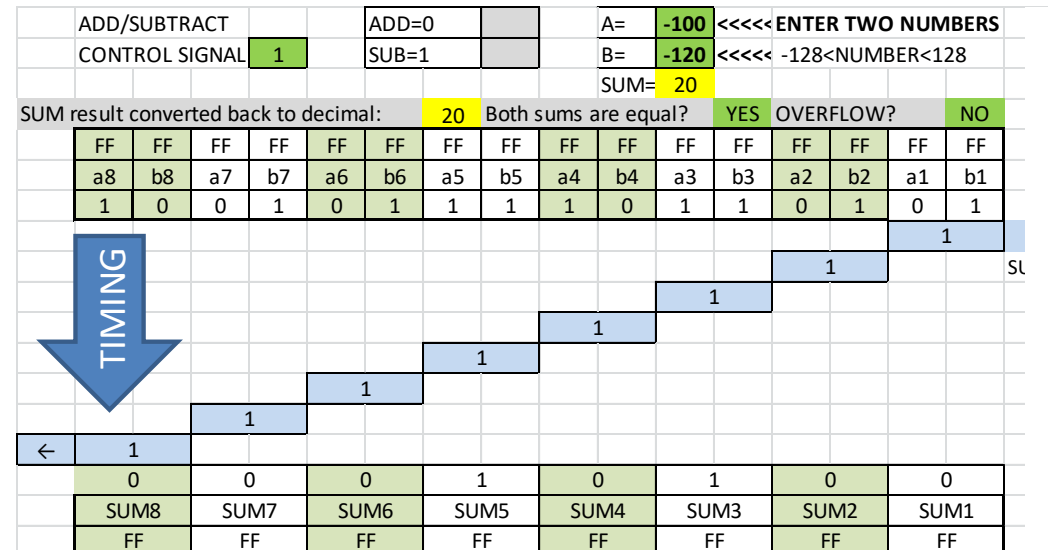 ADD/SUBTRACT ADD=0 A= -100 <<<<< ENTER TWO NUMBERS
CONTROL SIGNAL 1 SUB=1 B= -120 <<<<< -128<NUMBER<128
SUM= 20
SUM result converted back to decimal: 20 Both sums are equal? YES OVERFLOW? NO
FF FF FF FF FF FF FF FF FF FF FF FF FF FF FF FF
a8 b8 a7 b7 a6 b6 a5 b5 a4 b4 a3 b3 a2 b2 a1 b1
1 0 0 1 0 1 1 1 1 0 1 1 0 1 0 1
1
1 SU
1
1
1
1
1
← 1
TIMING
0 0 0 1 0 1 0 0
SUM8 SUM7 SUM6 SUM5 SUM4 SUM3 SUM2 SUM1
FF FF FF FF FF FF FF FF